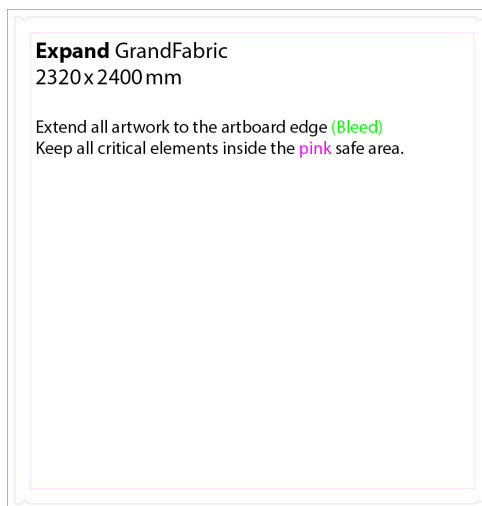 Expand GrandFabric
2320 x 2400 mm
Extend all artwork to the artboard edge (Bleed)
Keep all critical elements inside the pink safe area.